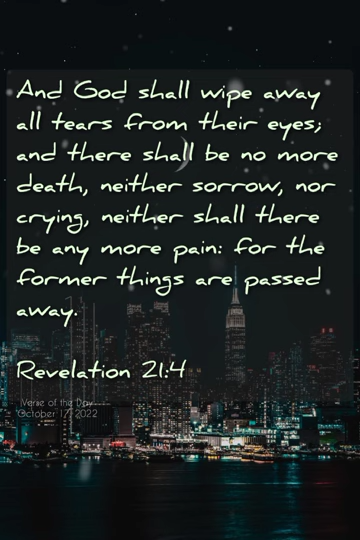 And God shall wipe away
all tears from their eyes;
and there shall be no more
death, neither sorrow, nor
crying, neither shall there
be any more pain: for the
former things are passed
away.
Revelation 21:4
Verse of the Day
October 17, 2022